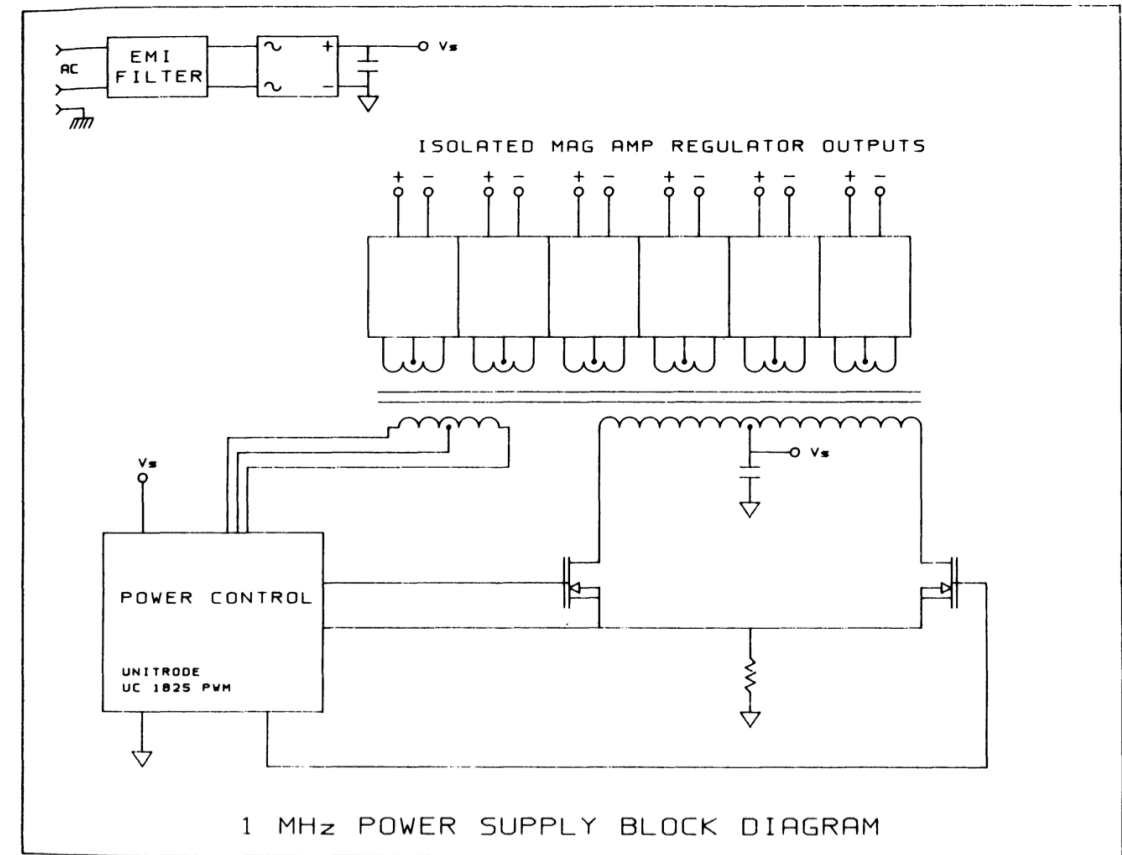 EMI
FILTER
AC
~ +
~ −
Vs
ISOLATED MAG AMP REGULATOR OUTPUTS
+ − + − + − + − + − + −
Vs
Vs
POWER CONTROL
UNITRODE
UC 1825 PWM
1 MHz POWER SUPPLY BLOCK DIAGRAM